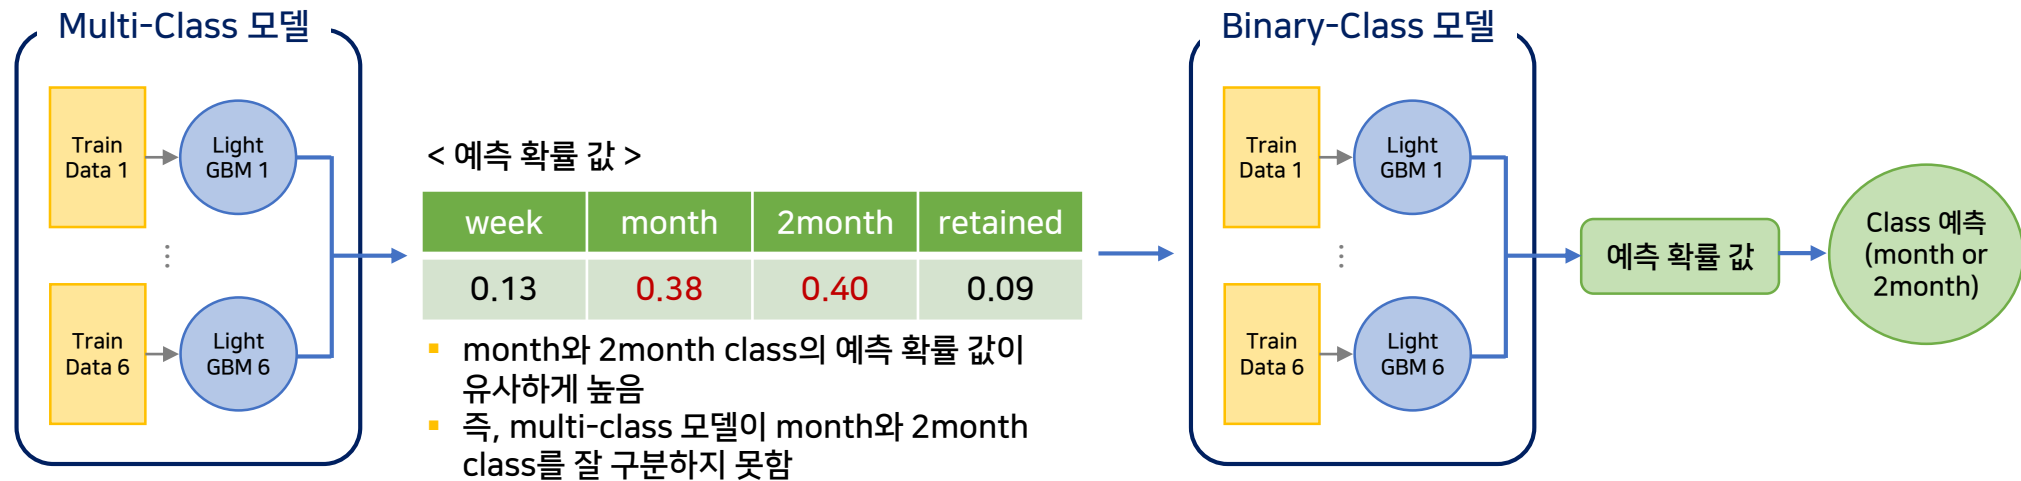 Multi-Class 모델
Train
Data 1
Light
GBM 1
⋮
Train
Data 6
Light
GBM 6
< 예측 확률 값 >
week month 2month retained
0.13 0.38 0.40 0.09
▪ month와 2month class의 예측 확률 값이
유사하게 높음
▪ 즉, multi-class 모델이 month와 2month
class를 잘 구분하지 못함
Binary-Class 모델
Train
Data 1
Light
GBM 1
⋮
Train
Data 6
Light
GBM 6
예측 확률 값
Class 예측
(month or
2month)